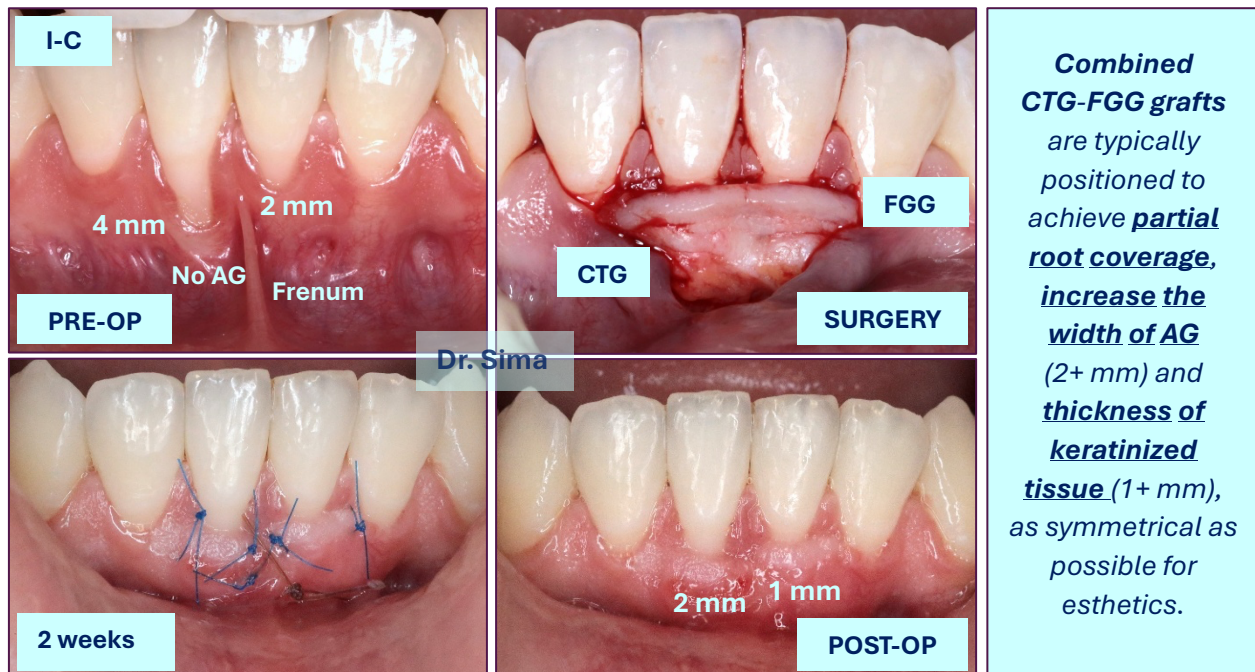 I-C
4 mm
2 mm
No AG
Frenum
PRE-OP
FGG
CTG
SURGERY
Dr. Sima
2 weeks
2 mm
1 mm
POST-OP
Combined
CTG-FGG grafts
are typically
positioned to
achieve partial
root coverage,
increase the
width of AG
(2+ mm) and
thickness of
keratinized
tissue (1+ mm),
as symmetrical as
possible for
esthetics.